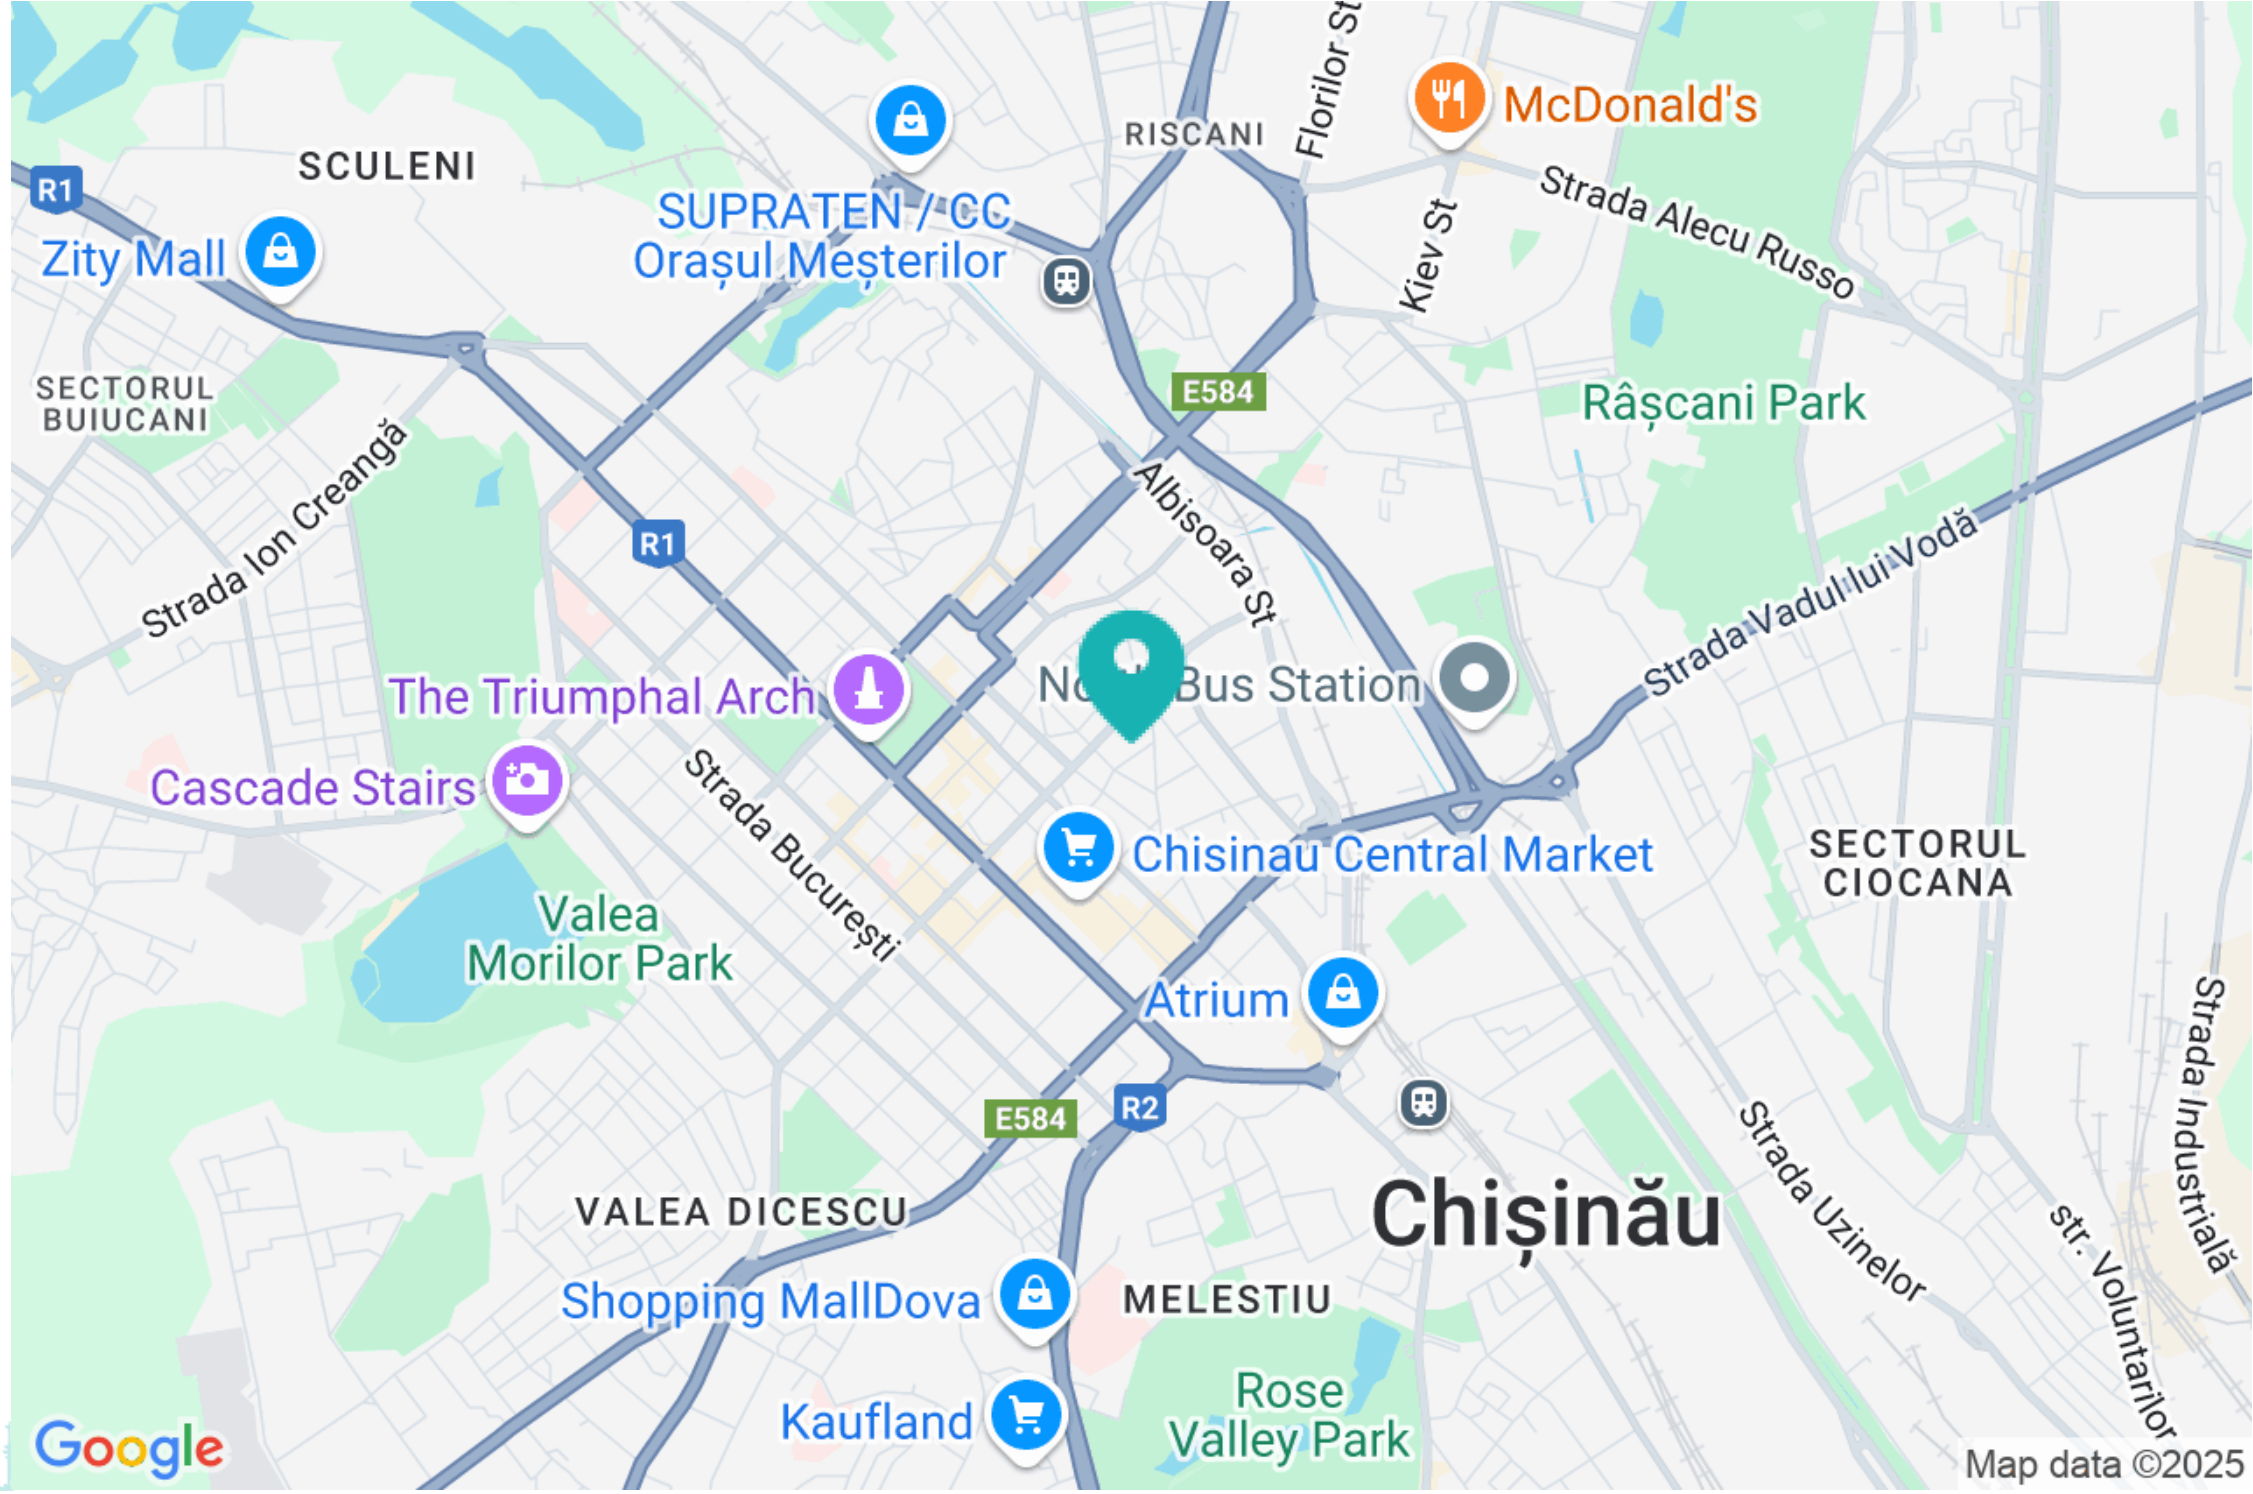 Florilor St
McDonald's
RISCANI
SCULENI
Strada Alecu Russo
R1
SUPRATEN / CC
Orașul Meșterilor
Zity Mall
Kiev St
SECTORUL
BUIUCANI
E584
Râșcani Park
Strada Ion Creangă
R1
Albisoara St
Strada Vadul lui Vodă
Bus Station
The Triumphal Arch
Cascade Stairs
Strada București
Chisinau Central Market
SECTORUL
CIOCANA
Valea
Morilor Park
Atrium
Strada Industrială
E584
R2
Strada Uzinelor
VALEA DICESCU
Chișinău
str. Voluntarilor
Shopping MallDova
MELESTIU
Rose
Valley Park
Kaufland
Google
Map data ©2025